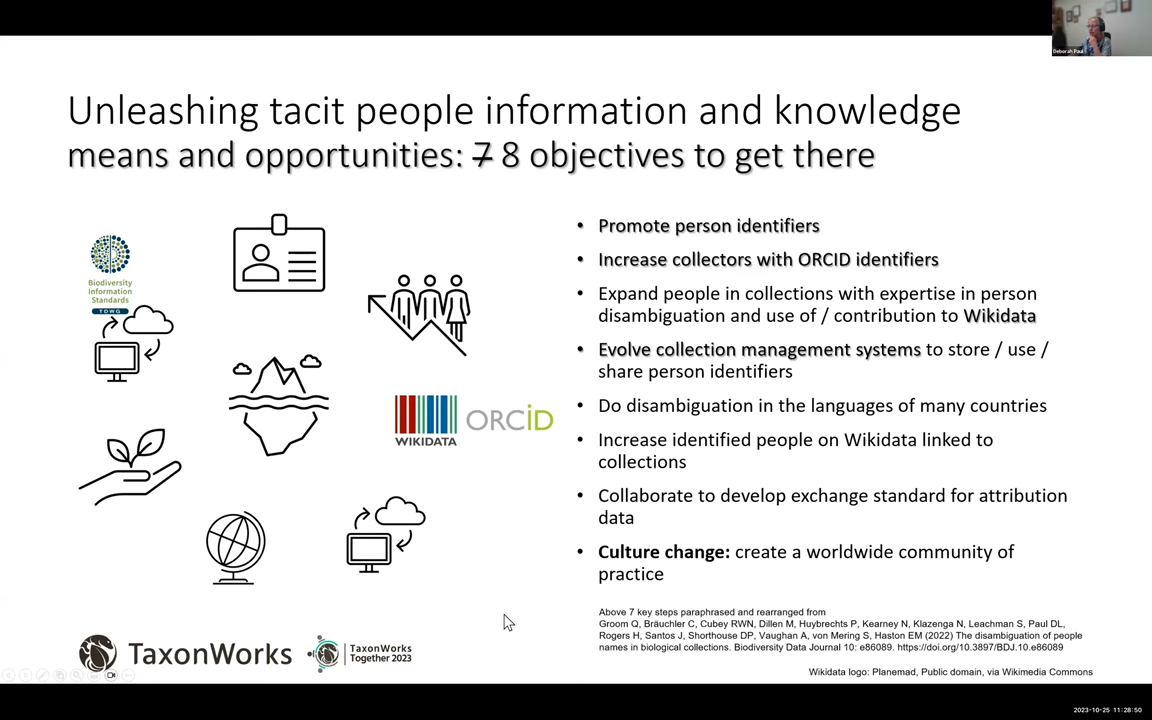 Deborah Paul
Unleashing tacit people information and knowledge
means and opportunities: 7 8 objectives to get there
Biodiversity
Information
Standards
TDWG
WIKIDATA
ORCID
• Promote person identifiers
• Increase collectors with ORCID identifiers
• Expand people in collections with expertise in person
disambiguation and use of / contribution to Wikidata
• Evolve collection management systems to store / use /
share person identifiers
• Do disambiguation in the languages of many countries
• Increase identified people on Wikidata linked to
collections
• Collaborate to develop exchange standard for attribution
data
• Culture change: create a worldwide community of
practice
Above 7 key steps paraphrased and rearranged from
Groom Q, Bräuchler C, Cubey RWN, Dillen M, Huybrechts P, Kearney N, Klazenga N, Leachman S, Paul DL,
Rogers H, Santos J, Shorthouse DP, Vaughan A, von Mering S, Haston EM (2022) The disambiguation of people
names in biological collections. Biodiversity Data Journal 10: e86089. https://doi.org/10.3897/BDJ.10.e86089
TaxonWorks
TaxonWorks
Together 2023
Wikidata logo: Planemad, Public domain, via Wikimedia Commons
2023-10-25 11:28:50